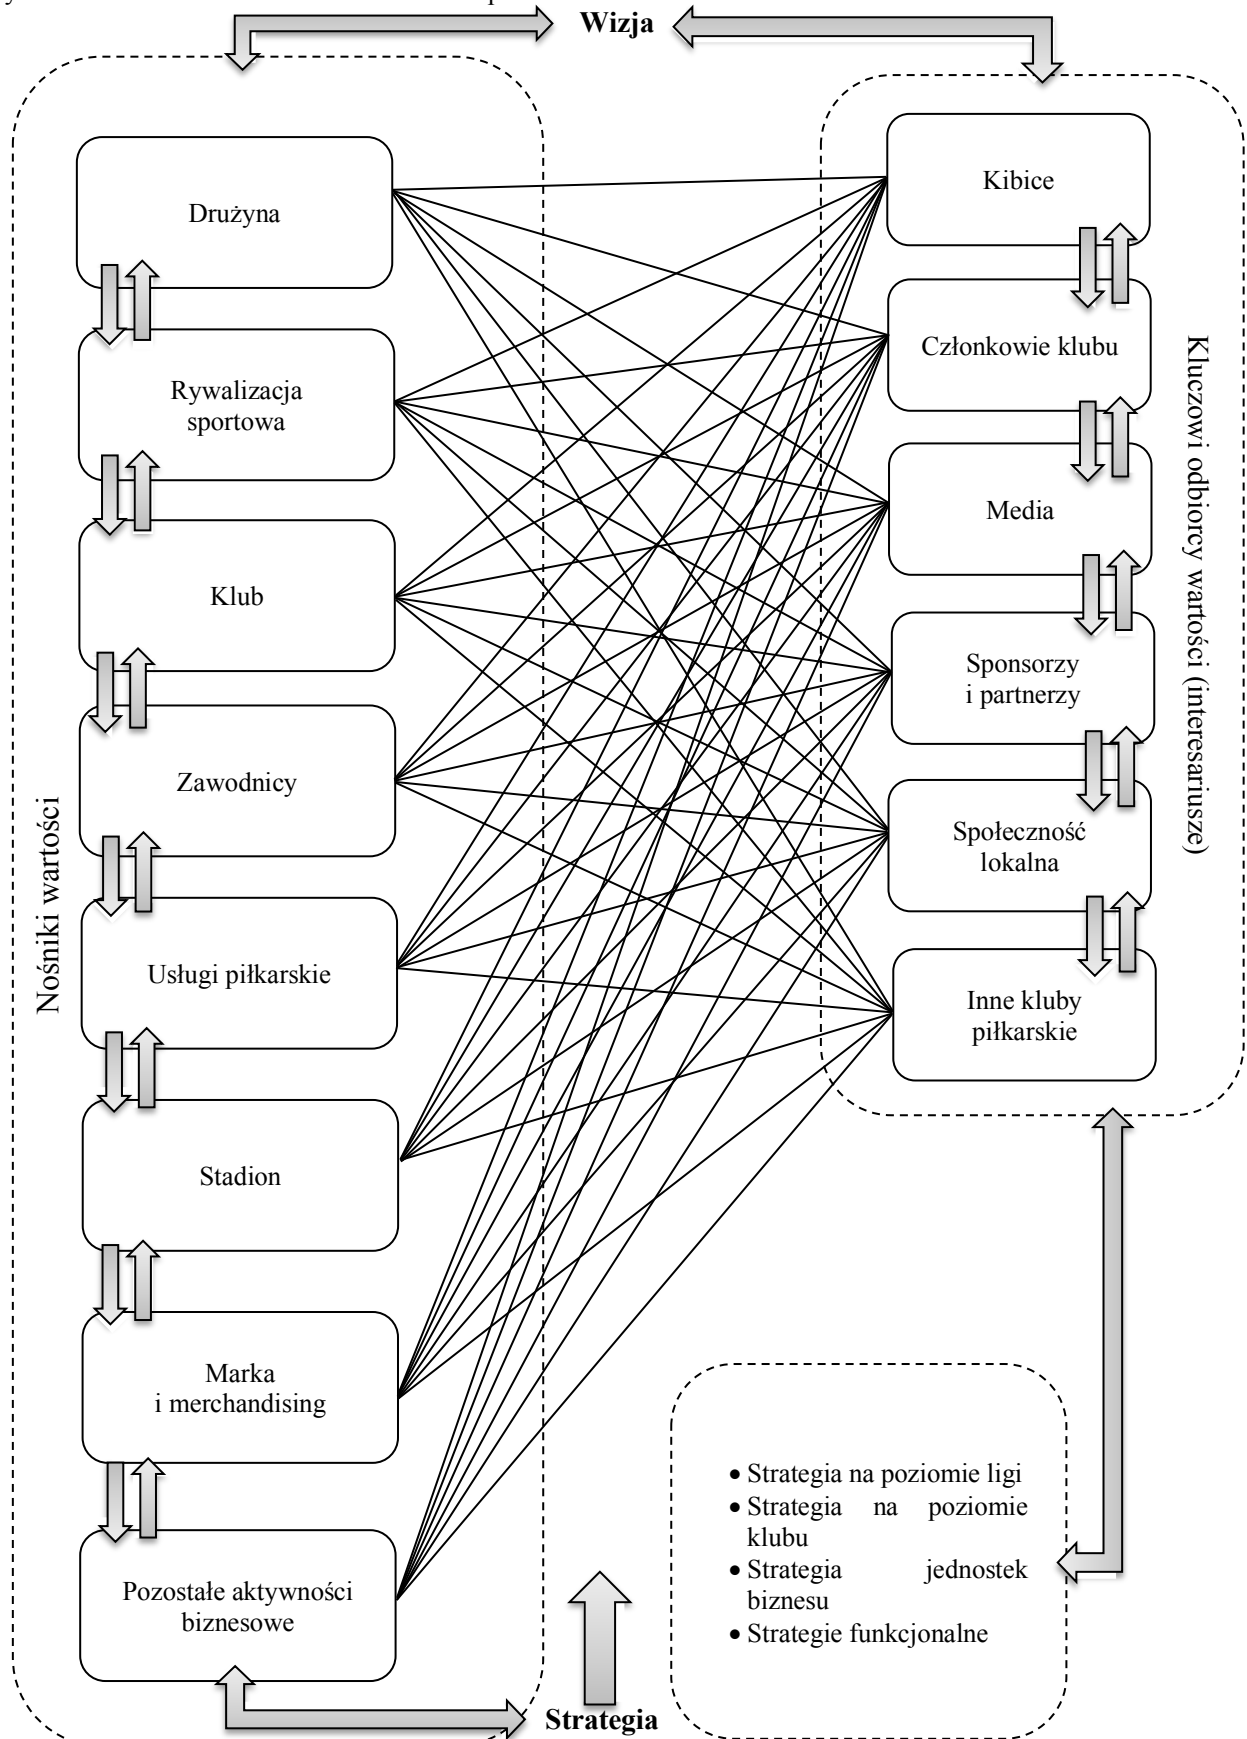 Wizja
Drużyna
Rywalizacja
sportowa
Klub
Zawodnicy
Usługi piłkarskie
Stadion
Marka
i merchandising
Pozostałe aktywności
biznesowe
Nośniki wartości
Kibice
Członkowie klubu
Media
Sponsorzy
i partnerzy
Społeczność
lokalna
Inne kluby
piłkarskie
Kluczowi odbiorcy wartości (interesariusze)
• Strategia na poziomie ligi
• Strategia na poziomie
klubu
• Strategia jednostek
biznesu
• Strategie funkcjonalne
Strategia